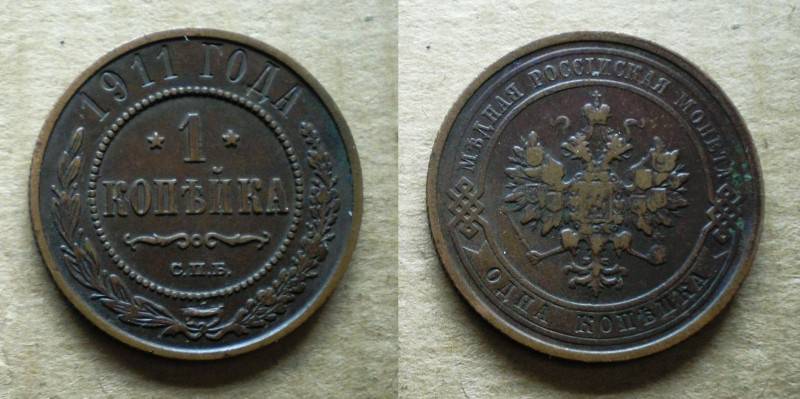 1911 ГОДА
1
КОПѢЙКА
С.П.Б.
МѢДНАЯ РОССІЙСКАЯ МОНЕТА
ОДНА КОПѢЙКА